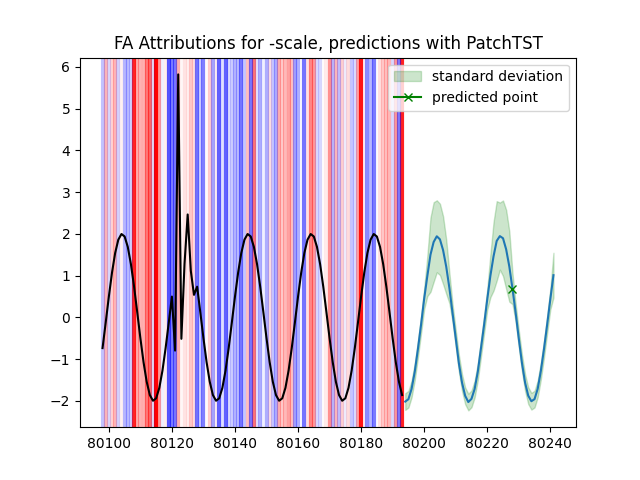 FA Attributions for -scale, predictions with PatchTST
6
5
4
3
2
1
0
−1
−2
standard deviation
predicted point
80100 80120 80140 80160 80180 80200 80220 80240